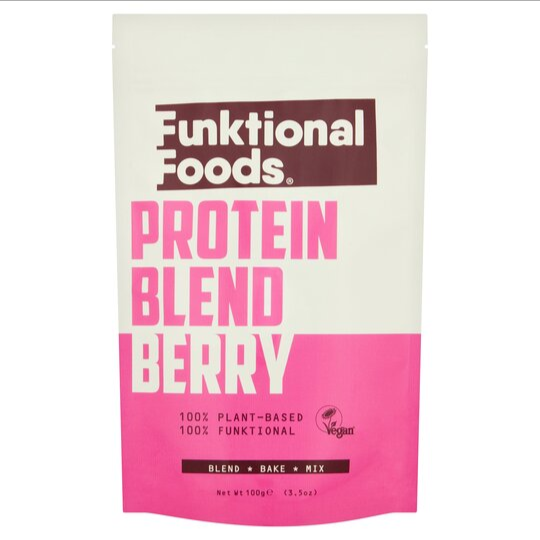 Funktional
Foods®
PROTEIN
BLEND
BERRY
100% PLANT-BASED
100% FUNKTIONAL
Vegan
BLEND ★ BAKE ★ MIX
Net Wt 100g℮ (3.5oz)